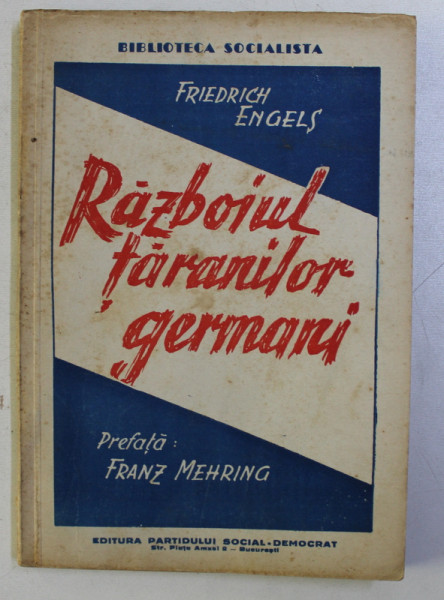 BIBLIOTECA SOCIALISTA
FRIEDRICH
ENGELS
Războiul
țăranilor
germani
Prefață:
FRANZ MEHRING
EDITURA PARTIDULUI SOCIAL-DEMOCRAT
Str. Piața Amzei 5 — București